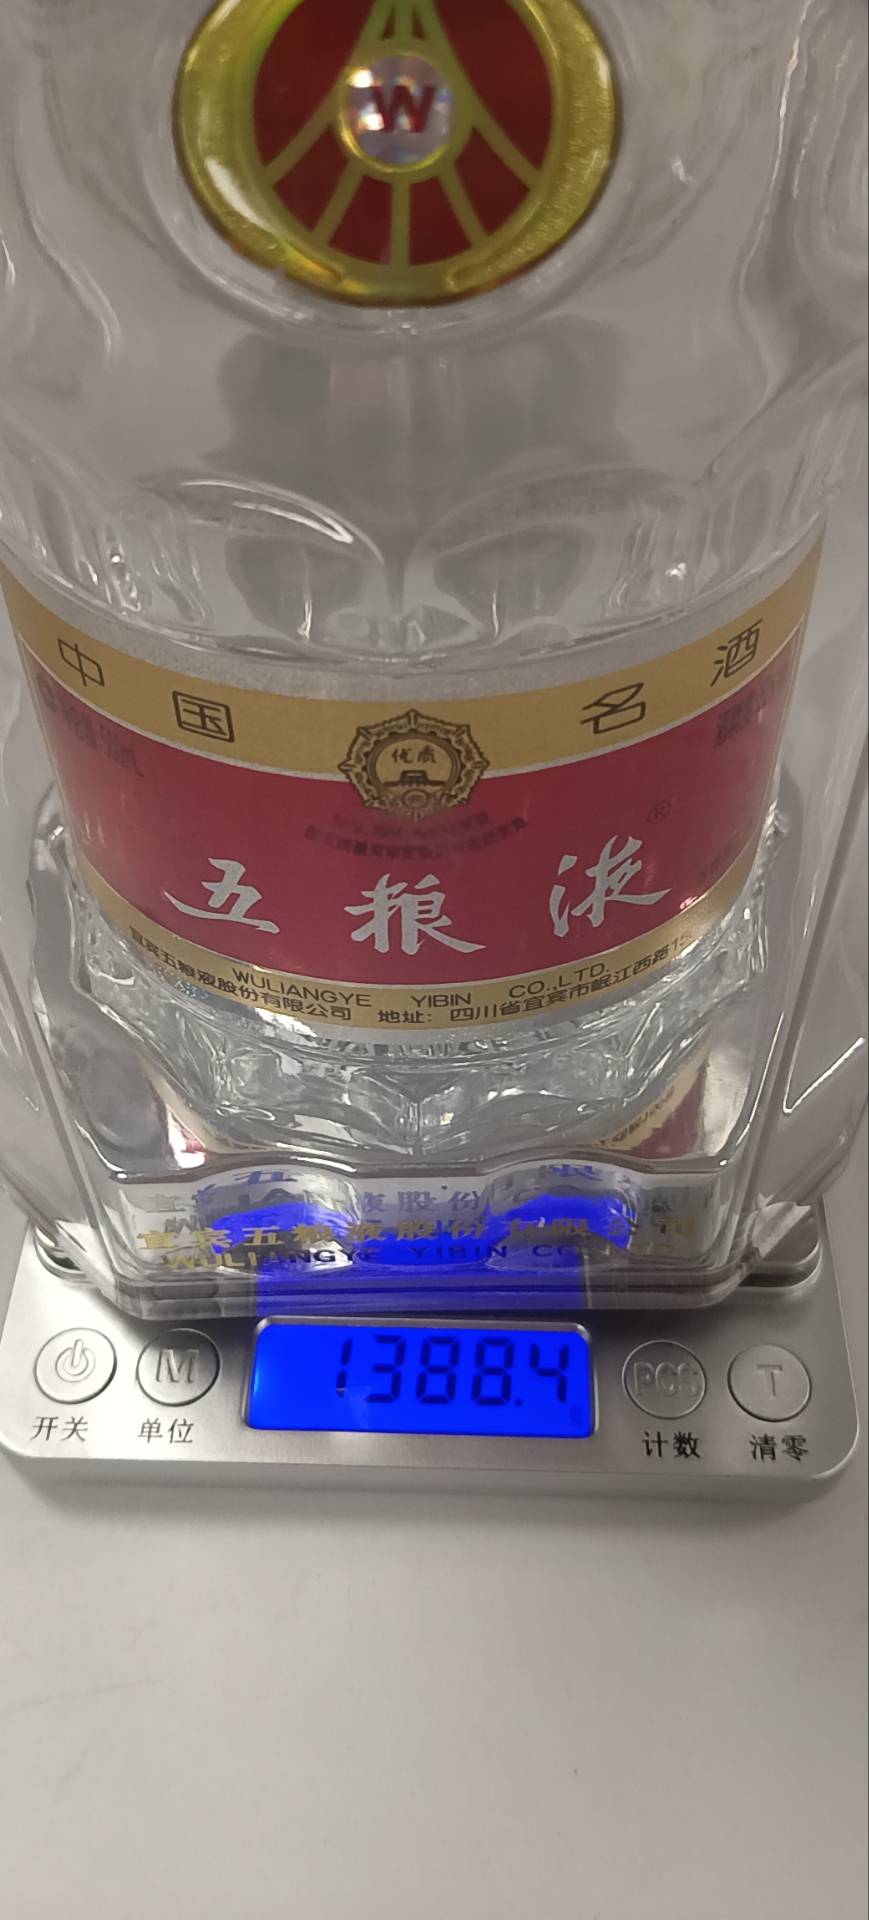 W
中国名酒
优质
五粮液®
WULIANGYE YIBIN CO.,LTD.
宜宾五粮液股份有限公司 地址：四川省宜宾市岷江西路15
宜宾五粮液股份有限公司
WULIANGYE YIBIN CO.,LTD.
1388.4
M
PCS
T
开关
单位
计数
清零